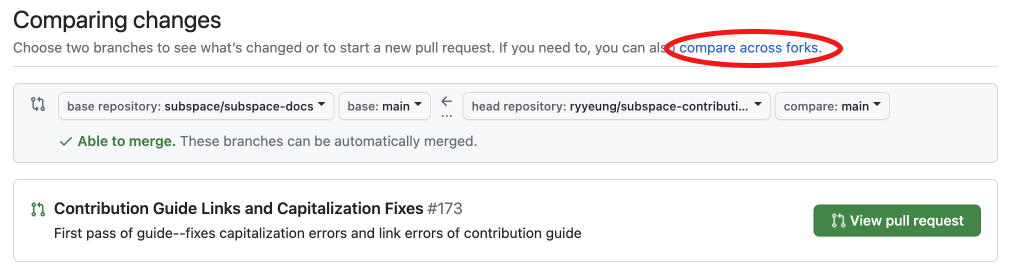 Comparing changes
Choose two branches to see what's changed or to start a new pull request. If you need to, you can also compare across forks.
base repository: subspace/subspace-docs base: main ← ... head repository: ryyeung/subspace-contributi... compare: main
✓ Able to merge. These branches can be automatically merged.
Contribution Guide Links and Capitalization Fixes #173
View pull request
First pass of guide--fixes capitalization errors and link errors of contribution guide